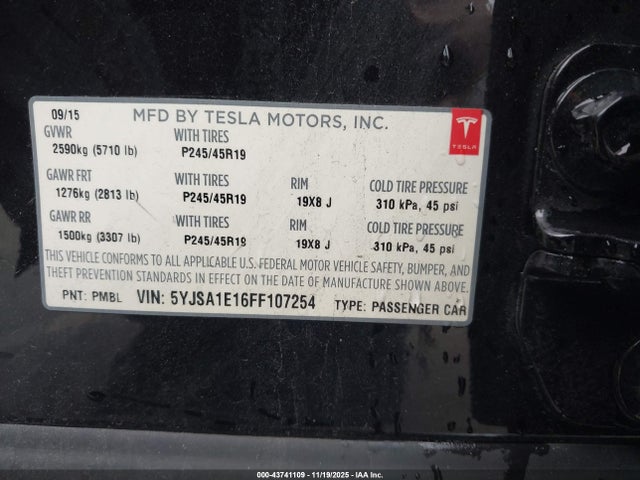 09/15 MFD BY TESLA MOTORS, INC.
GVWR WITH TIRES
2590kg (5710 lb) P245/45R19
TESLA
GAWR FRT WITH TIRES RIM COLD TIRE PRESSURE
1276kg (2813 lb) P245/45R19 19X8 J 310 kPa, 45 psi
GAWR RR WITH TIRES RIM COLD TIRE PRESSURE
1500kg (3307 lb) P245/45R19 19X8 J 310 kPa, 45 psi
THIS VEHICLE CONFORMS TO ALL APPLICABLE U.S. FEDERAL MOTOR VEHICLE SAFETY, BUMPER, AND
THEFT PREVENTION STANDARDS IN EFFECT ON THE DATE OF MANUFACTURE SHOWN ABOVE.
PNT: PMBL VIN: 5YJSA1E16FF107254 TYPE: PASSENGER CAR
000-43741109 - 11/19/2025 - IAA Inc.